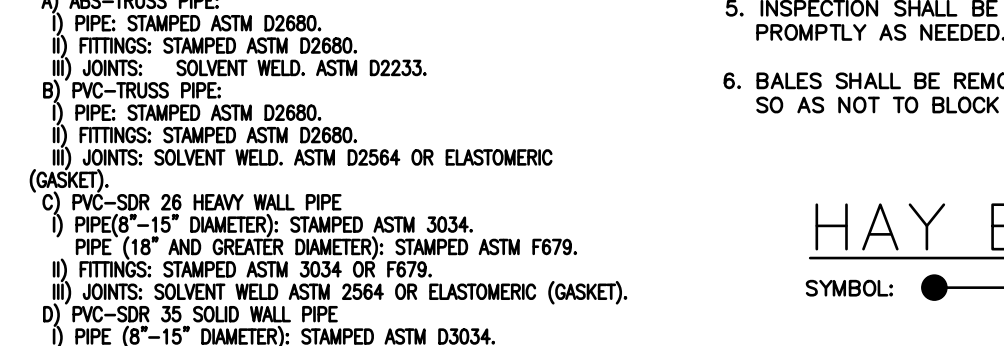 A) ABS-TRUSS PIPE:
I) PIPE: STAMPED ASTM D2680.
II) FITTINGS: STAMPED ASTM D2680.
III) JOINTS: SOLVENT WELD. ASTM D2233.
B) PVC-TRUSS PIPE:
I) PIPE: STAMPED ASTM D2680.
II) FITTINGS: STAMPED ASTM D2680.
III) JOINTS: SOLVENT WELD. ASTM D2564 OR ELASTOMERIC
(GASKET).
C) PVC-SDR 26 HEAVY WALL PIPE
I) PIPE(8"-15" DIAMETER): STAMPED ASTM 3034.
PIPE (18" AND GREATER DIAMETER): STAMPED ASTM F679.
II) FITTINGS: STAMPED ASTM 3034 OR F679.
III) JOINTS: SOLVENT WELD ASTM 2564 OR ELASTOMERIC (GASKET).
D) PVC-SDR 35 SOLID WALL PIPE
I) PIPE (8"-15" DIAMETER): STAMPED ASTM D3034.
5. INSPECTION SHALL BE
PROMPTLY AS NEEDED.
6. BALES SHALL BE REMO
SO AS NOT TO BLOCK
HAY
SYMBOL: